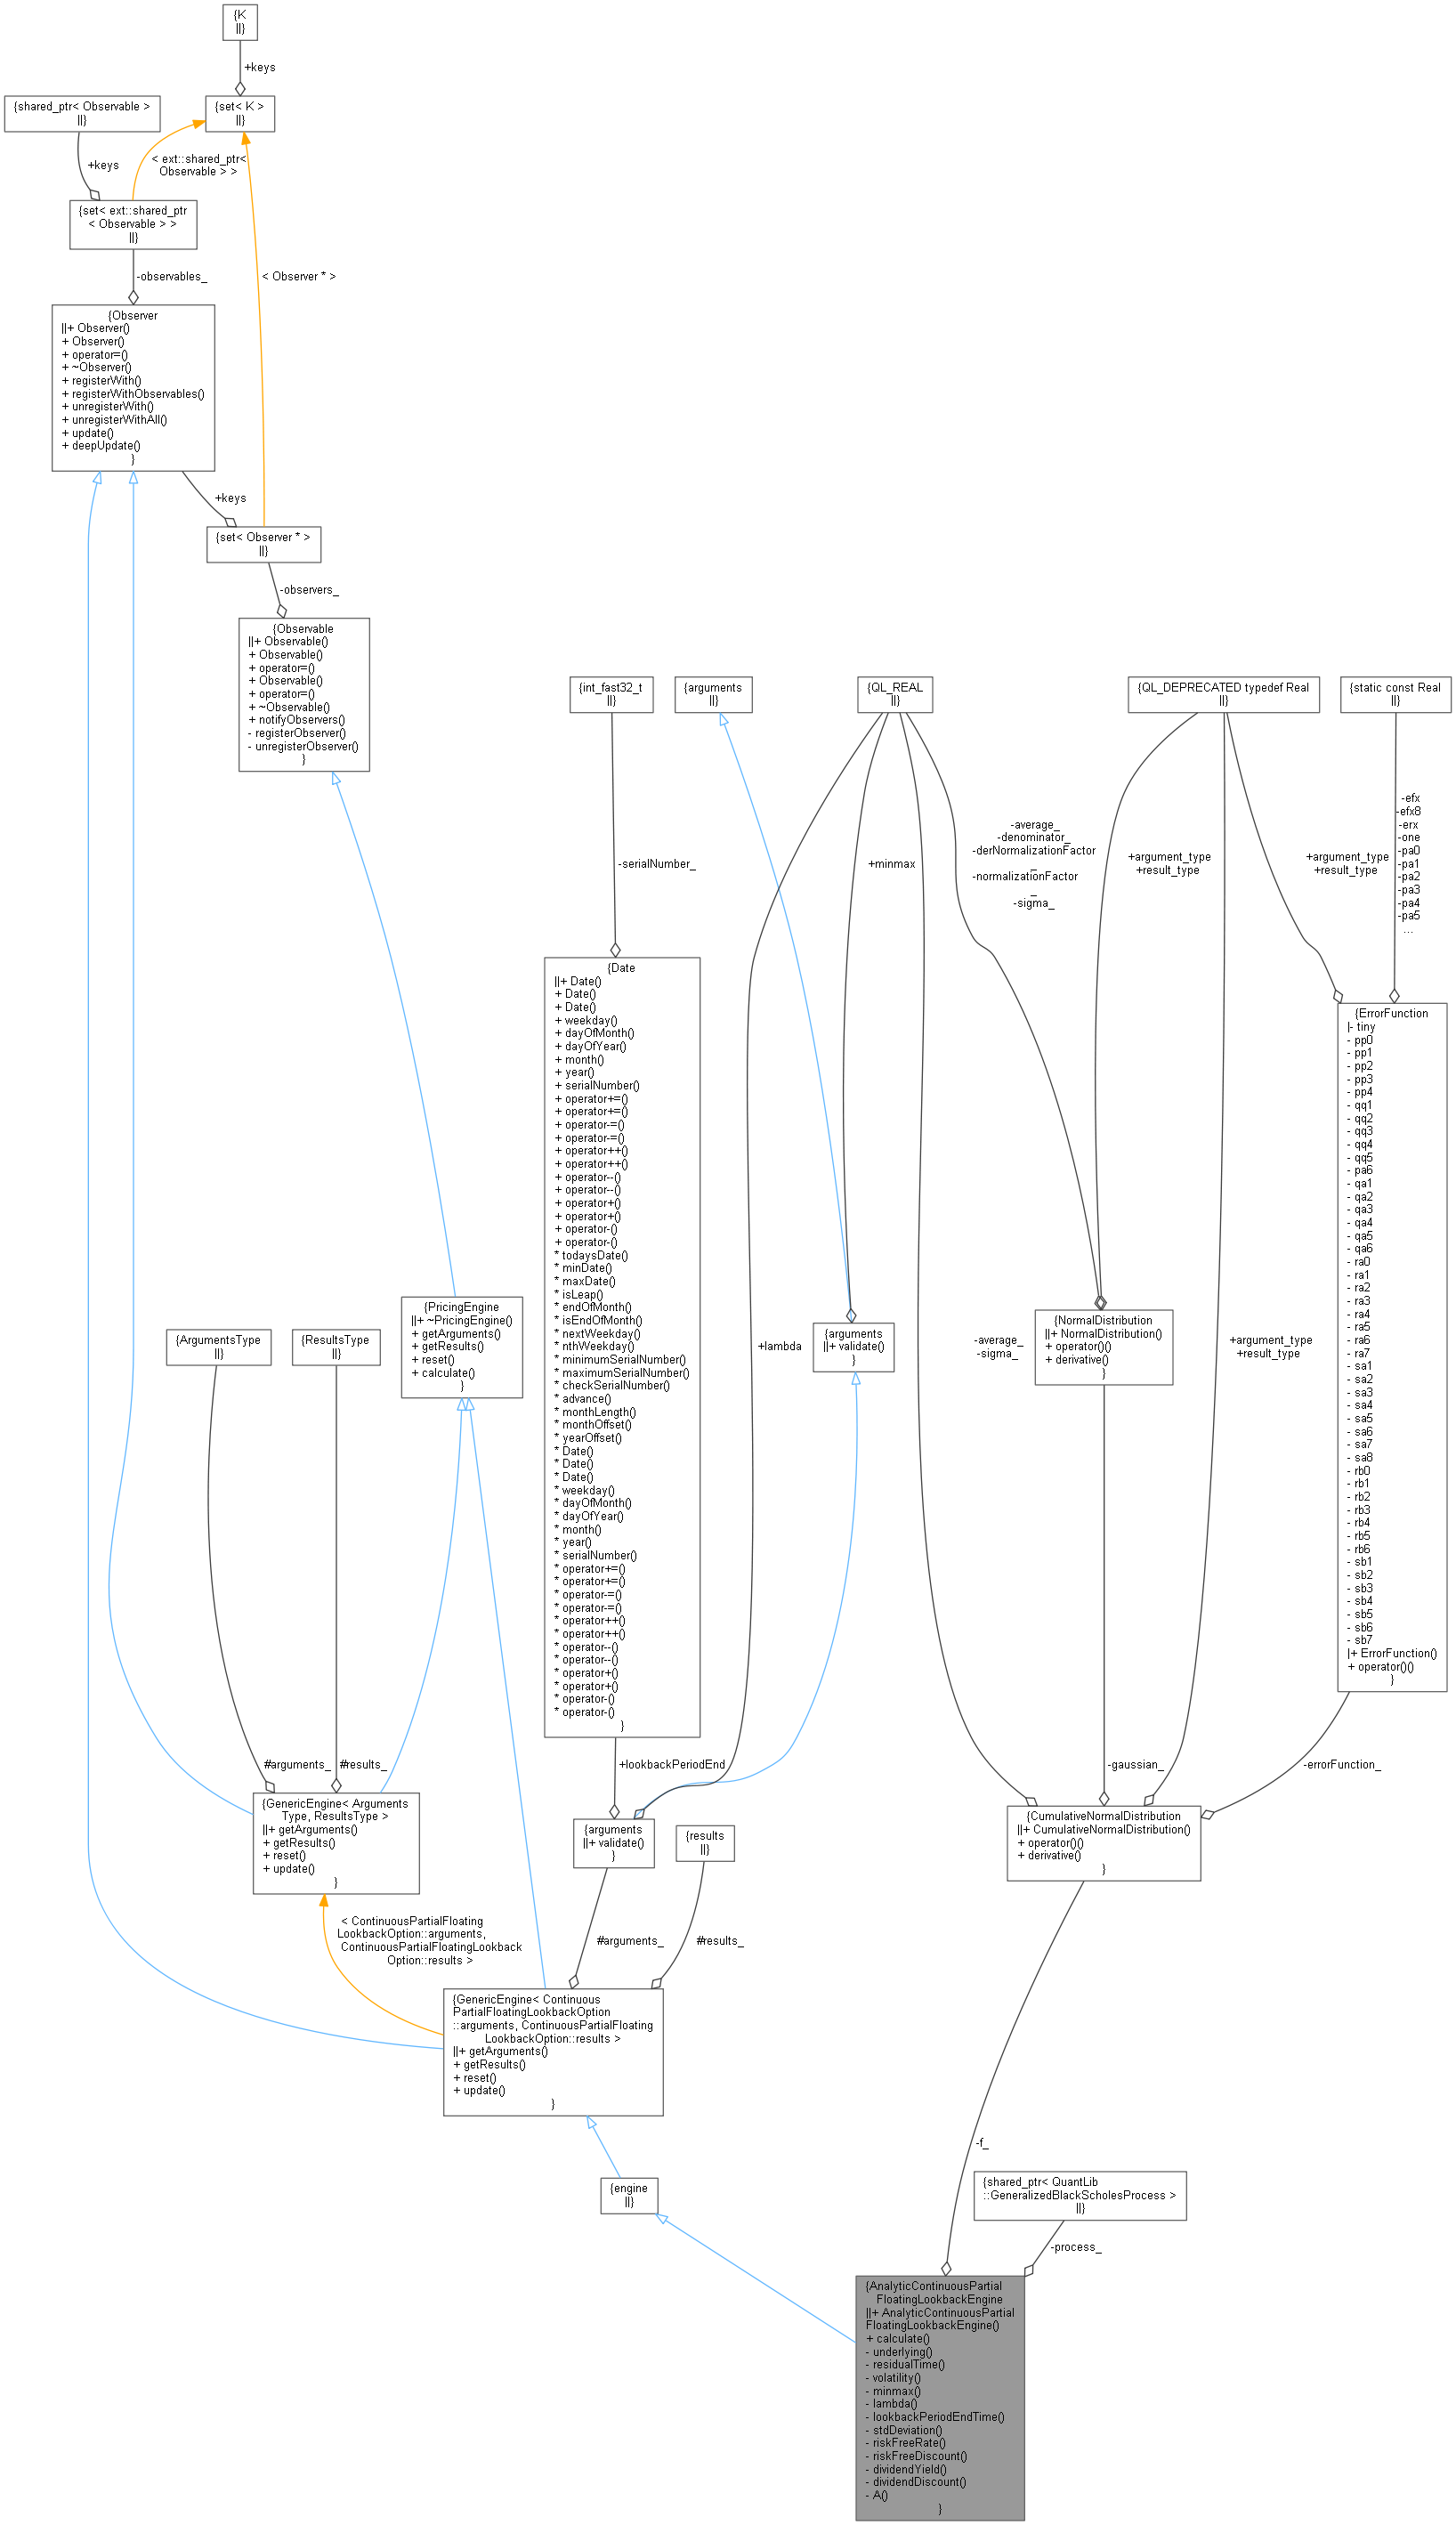 {K
||}
+keys
{shared_ptr< Observable >
||}
{set< K >
||}
+keys
< ext::shared_ptr<
Observable > >
{set< ext::shared_ptr
< Observable > >
||}
-observables_
< Observer * >
{Observer
||+ Observer()
+ Observer()
+ operator=()
+ ~Observer()
+ registerWith()
+ registerWithObservables()
+ unregisterWith()
+ unregisterWithAll()
+ update()
+ deepUpdate()
}
+keys
{set< Observer * >
||}
-observers_
{Observable
||+ Observable()
+ Observable()
+ operator=()
+ Observable()
+ operator=()
+ ~Observable()
+ notifyObservers()
- registerObserver()
- unregisterObserver()
}
{int_fast32_t
||}
{arguments
||}
{QL_REAL
||}
{QL_DEPRECATED typedef Real
||}
{static const Real
||}
-serialNumber_
+minmax
-average_
-denominator_
-derNormalizationFactor
_
-normalizationFactor
_
-sigma_
+argument_type
+result_type
+argument_type
+result_type
-efx
-efx8
-erx
-one
-pa0
-pa1
-pa2
-pa3
-pa4
-pa5
...
{Date
||+ Date()
+ Date()
+ Date()
+ weekday()
+ dayOfMonth()
+ dayOfYear()
+ month()
+ year()
+ serialNumber()
+ operator+=()
+ operator+=()
+ operator-=()
+ operator-=()
+ operator++()
+ operator++()
+ operator--()
+ operator--()
+ operator+()
+ operator+()
+ operator-()
+ operator-()
* todaysDate()
* minDate()
* maxDate()
* isLeap()
* endOfMonth()
* isEndOfMonth()
* nextWeekday()
* nthWeekday()
* minimumSerialNumber()
* maximumSerialNumber()
* checkSerialNumber()
* advance()
* monthLength()
* monthOffset()
* yearOffset()
* Date()
* Date()
* Date()
* weekday()
* dayOfMonth()
* dayOfYear()
* month()
* year()
* serialNumber()
* operator+=()
* operator+=()
* operator-=()
* operator-=()
* operator++()
* operator++()
* operator--()
* operator--()
* operator+()
* operator+()
* operator-()
* operator-()
}
{ErrorFunction
|- tiny
- pp0
- pp1
- pp2
- pp3
- pp4
- qq1
- qq2
- qq3
- qq4
- qq5
- pa6
- qa1
- qa2
- qa3
- qa4
- qa5
- qa6
- ra0
- ra1
- ra2
- ra3
- ra4
- ra5
- ra6
- ra7
- sa1
- sa2
- sa3
- sa4
- sa5
- sa6
- sa7
- sa8
- rb0
- rb1
- rb2
- rb3
- rb4
- rb5
- rb6
- sb1
- sb2
- sb3
- sb4
- sb5
- sb6
- sb7
|+ ErrorFunction()
+ operator()()
}
{PricingEngine
||+ ~PricingEngine()
+ getArguments()
+ getResults()
+ reset()
+ calculate()
}
{ArgumentsType
||}
{ResultsType
||}
+lambda
{arguments
||+ validate()
}
-average_
-sigma_
{NormalDistribution
||+ NormalDistribution()
+ operator()()
+ derivative()
}
+argument_type
+result_type
#arguments_
#results_
+lookbackPeriodEnd
-gaussian_
-errorFunction_
{GenericEngine< Arguments
Type, ResultsType >
||+ getArguments()
+ getResults()
+ reset()
+ update()
}
{arguments
||+ validate()
}
{results
||}
{CumulativeNormalDistribution
||+ CumulativeNormalDistribution()
+ operator()()
+ derivative()
}
< ContinuousPartialFloating
LookbackOption::arguments,
ContinuousPartialFloatingLookback
Option::results >
#arguments_
#results_
{GenericEngine< Continuous
PartialFloatingLookbackOption
::arguments, ContinuousPartialFloating
LookbackOption::results >
||+ getArguments()
+ getResults()
+ reset()
+ update()
}
-f_
{engine
||}
{shared_ptr< QuantLib
::GeneralizedBlackScholesProcess >
||}
-process_
{AnalyticContinuousPartial
FloatingLookbackEngine
||+ AnalyticContinuousPartial
FloatingLookbackEngine()
+ calculate()
- underlying()
- residualTime()
- volatility()
- minmax()
- lambda()
- lookbackPeriodEndTime()
- stdDeviation()
- riskFreeRate()
- riskFreeDiscount()
- dividendYield()
- dividendDiscount()
- A()
}